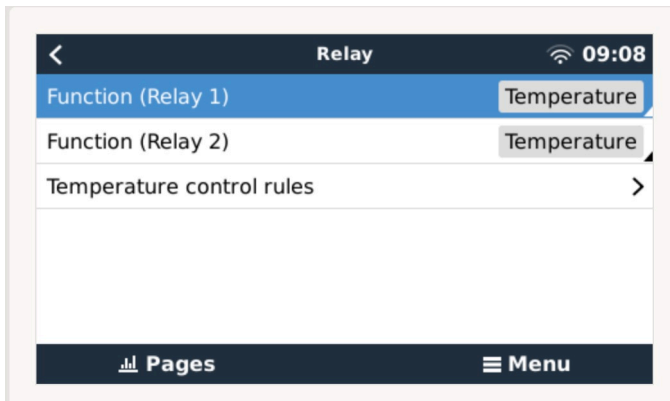 Relay 09:08
Function (Relay 1) Temperature
Function (Relay 2) Temperature
Temperature control rules
Pages Menu